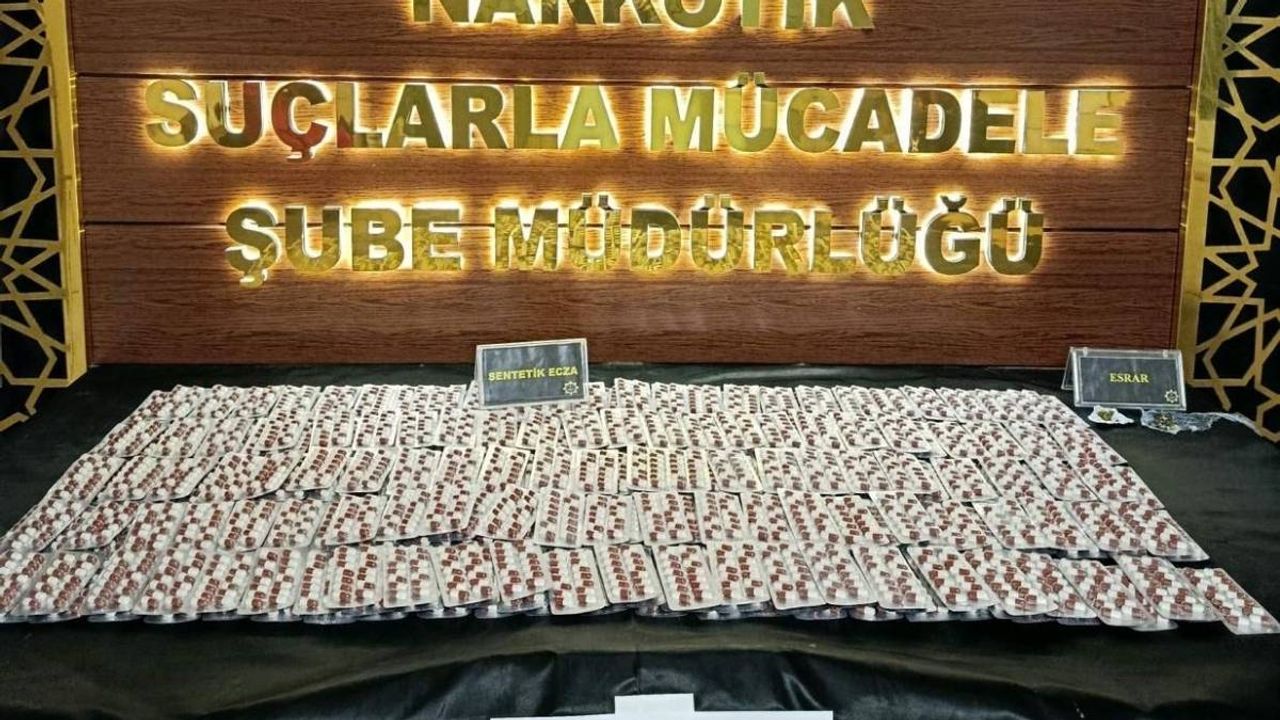 NARKOTİK
SUÇLARLA MÜCADELE
ŞUBE MÜDÜRLÜĞÜ
SENTETİK ECZA
ESRAR